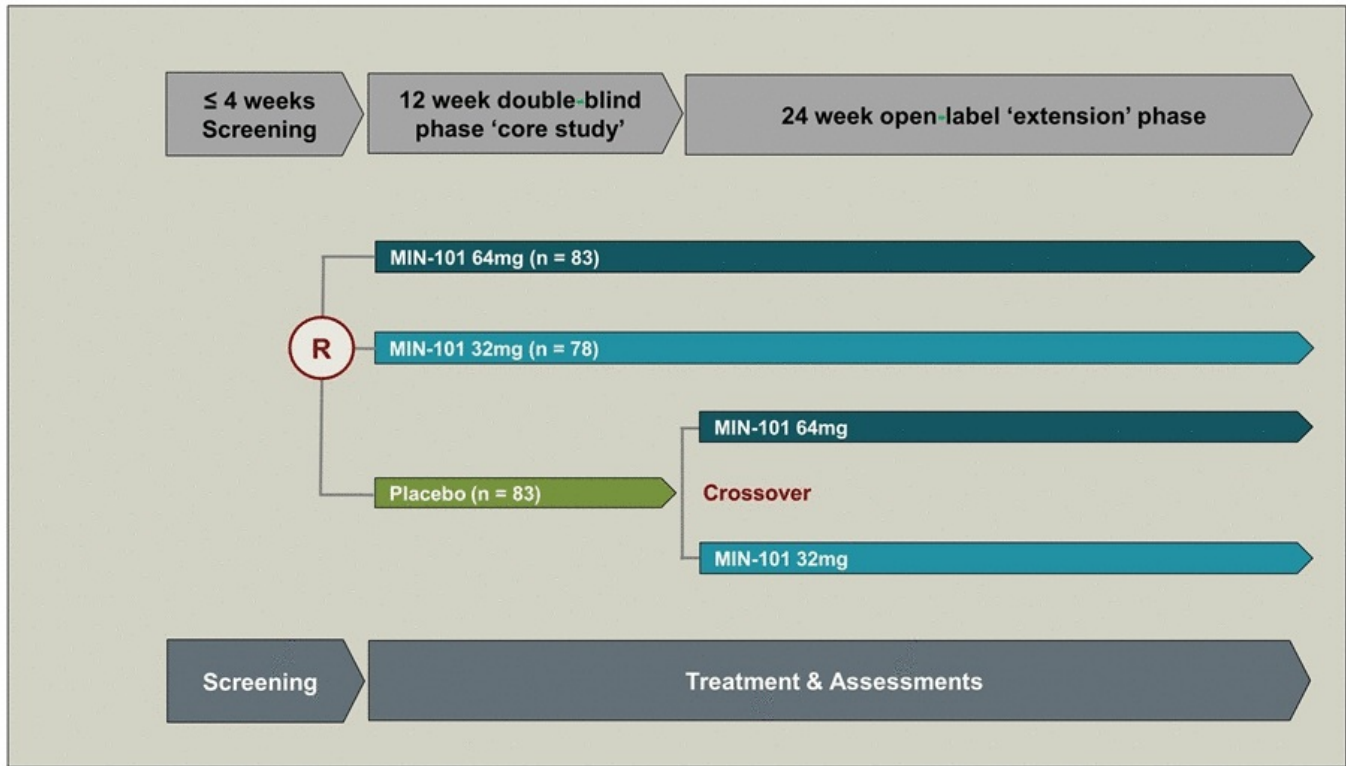 ≤ 4 weeks
Screening
12 week double-blind
phase ‘core study’
24 week open-label ‘extension’ phase
MIN-101 64mg (n = 83)
R
MIN-101 32mg (n = 78)
MIN-101 64mg
Placebo (n = 83)
Crossover
MIN-101 32mg
Screening
Treatment & Assessments